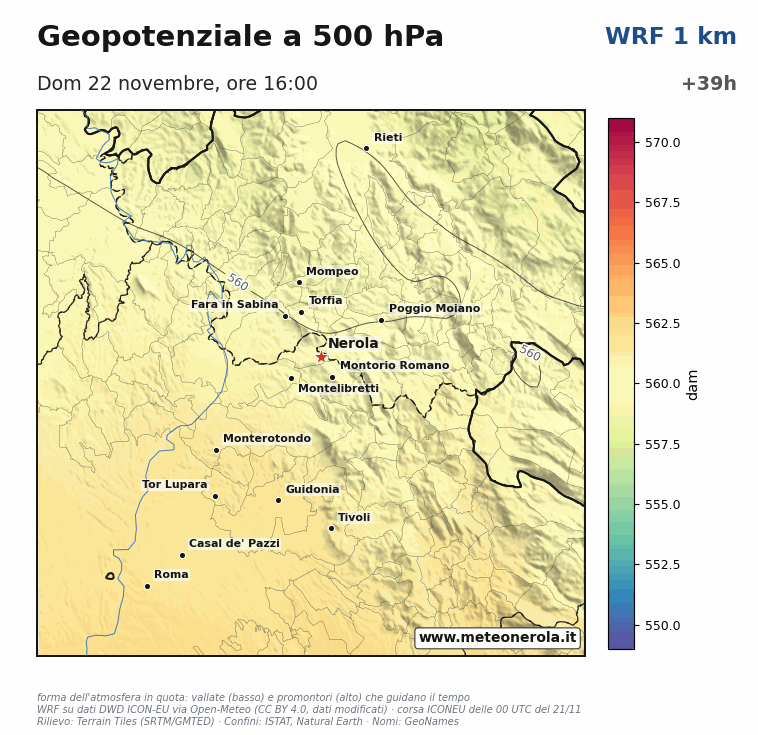 Geopotenziale a 500 hPa
WRF 1 km
Dom 22 novembre, ore 16:00
+39h
Rieti
560
Mompeo
Toffia
Fara in Sabina
Poggio Moiano
Nerola
560
Montorio Romano
Montelibretti
Monterotondo
Tor Lupara
Guidonia
Tivoli
Casal de' Pazzi
Roma
www.meteonerola.it
570.0
567.5
565.0
562.5
560.0
557.5
555.0
552.5
550.0
dam
forma dell'atmosfera in quota: vallate (basso) e promontori (alto) che guidano il tempo
WRF su dati DWD ICON-EU via Open-Meteo (CC BY 4.0, dati modificati) · corsa ICONEU delle 00 UTC del 21/11
Rilievo: Terrain Tiles (SRTM/GMTED) · Confini: ISTAT, Natural Earth · Nomi: GeoNames